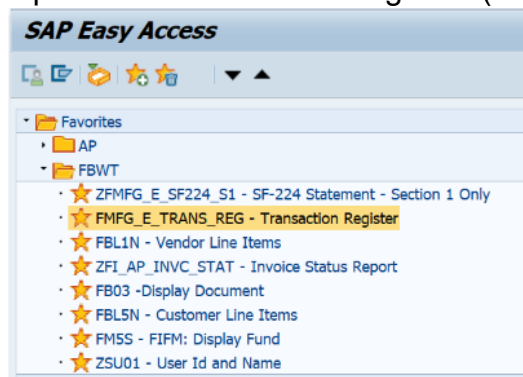 SAP Easy Access
Favorites
AP
FBWT
ZFMFG_E_SF224_S1 - SF-224 Statement - Section 1 Only
FMFG_E_TRANS_REG - Transaction Register
FBL1N - Vendor Line Items
ZFI_AP_INVC_STAT - Invoice Status Report
FB03 -Display Document
FBL5N - Customer Line Items
FM5S - FIFM: Display Fund
ZSU01 - User Id and Name